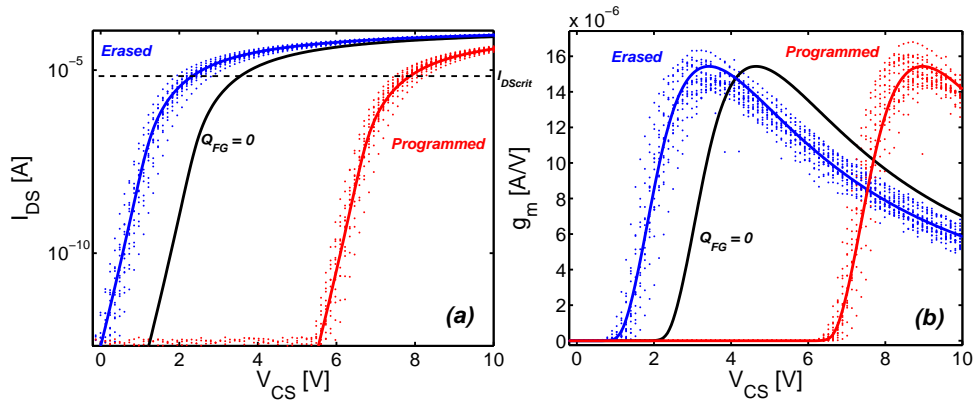 Erased
10^-5
I_DScrit
Q_FG = 0
Programmed
I_DS [A]
10^-10
(a)
0 2 4 6 8 10
V_CS [V]
x 10^-6
Programmed
Erased
16
14
12
10
8
6
4
2
0
g_m [A/V]
Q_FG = 0
(b)
0 2 4 6 8 10
V_CS [V]